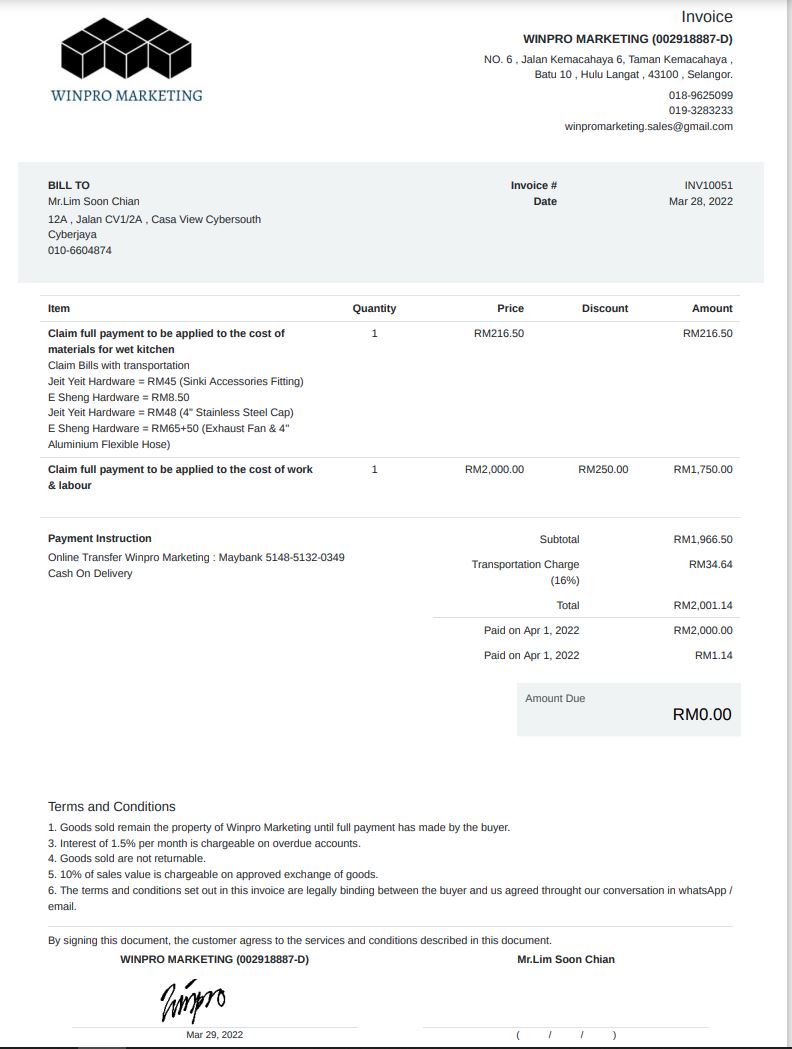 Invoice
WINPRO MARKETING
WINPRO MARKETING (002918887-D)
NO. 6 , Jalan Kemacahaya 6, Taman Kemacahaya ,
Batu 10 , Hulu Langat , 43100 , Selangor.
018-9625099
019-3283233
winpromarketing.sales@gmail.com
BILL TO
Mr.Lim Soon Chian
12A , Jalan CV1/2A , Casa View Cybersouth
Cyberjaya
010-6604874
Invoice # INV10051
Date Mar 28, 2022
Item Quantity Price Discount Amount
Claim full payment to be applied to the cost of 1 RM216.50 RM216.50
materials for wet kitchen
Claim Bills with transportation
Jeit Yeit Hardware = RM45 (Sinki Accessories Fitting)
E Sheng Hardware = RM8.50
Jeit Yeit Hardware = RM48 (4" Stainless Steel Cap)
E Sheng Hardware = RM65+50 (Exhaust Fan & 4"
Aluminium Flexible Hose)
Claim full payment to be applied to the cost of work 1 RM2,000.00 RM250.00 RM1,750.00
& labour
Payment Instruction
Online Transfer Winpro Marketing : Maybank 5148-5132-0349
Cash On Delivery
Subtotal RM1,966.50
Transportation Charge RM34.64
(16%)
Total RM2,001.14
Paid on Apr 1, 2022 RM2,000.00
Paid on Apr 1, 2022 RM1.14
Amount Due
RM0.00
Terms and Conditions
1. Goods sold remain the property of Winpro Marketing until full payment has made by the buyer.
3. Interest of 1.5% per month is chargeable on overdue accounts.
4. Goods sold are not returnable.
5. 10% of sales value is chargeable on approved exchange of goods.
6. The terms and conditions set out in this invoice are legally binding between the buyer and us agreed throught our conversation in whatsApp /
email.
By signing this document, the customer agress to the services and conditions described in this document.
WINPRO MARKETING (002918887-D) Mr.Lim Soon Chian
Winpro
Mar 29, 2022 ( / / )